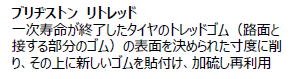 ブリヂストン リトレッド
一次寿命が終了したタイヤのトレッドゴム（路面と
接する部分のゴム）の表面を決められた寸度に削
り、その上に新しいゴムを貼付け、加硫し再利用